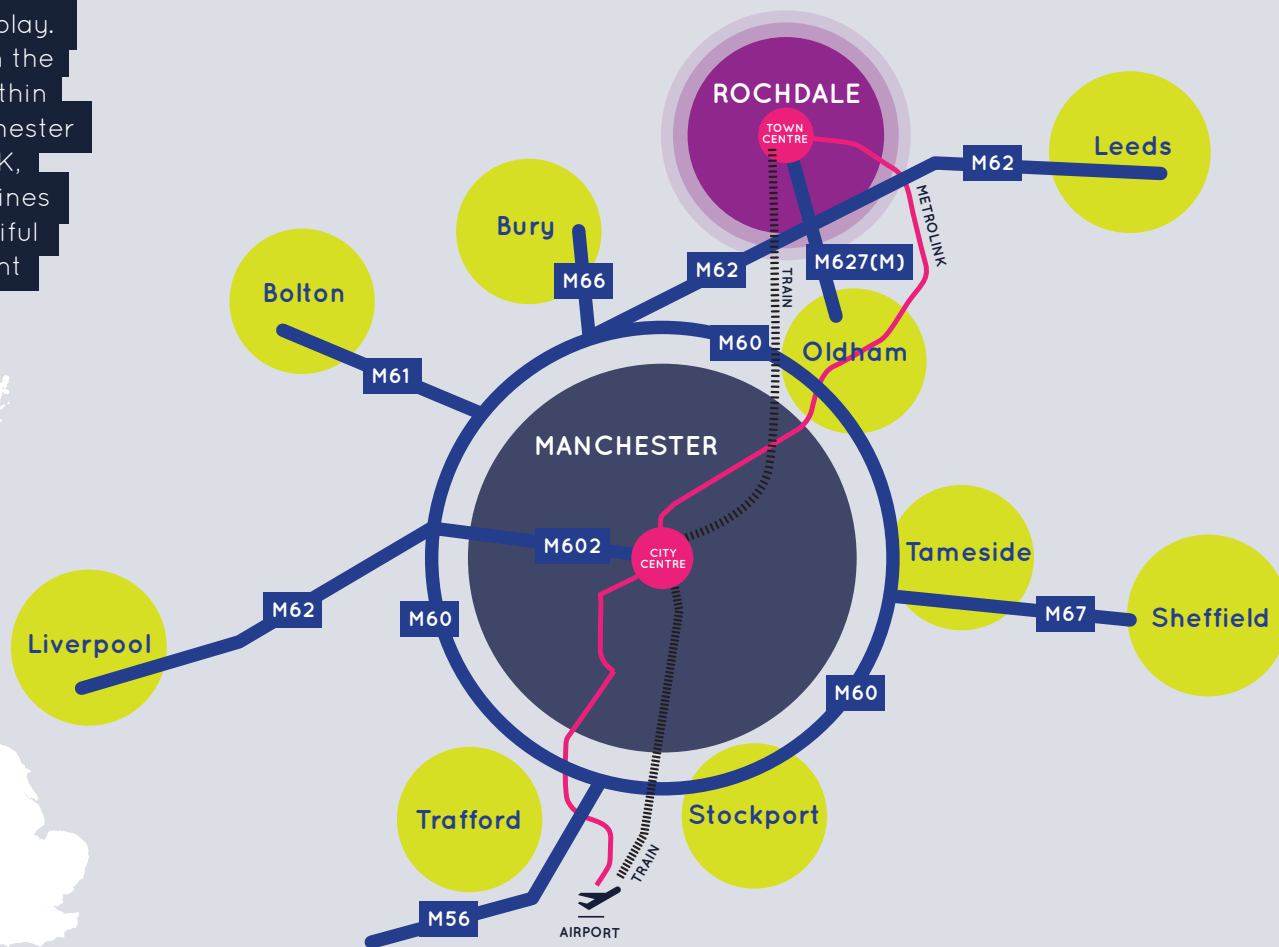 play.
the
thin
hester
K,
ines
iful
nt
ROCHDALE
TOWN
CENTRE
Leeds
M62
METROLINK
Bury
M62
M627(M)
M66
TRAIN
Bolton
M60
Oldham
M61
MANCHESTER
M602
CITY
CENTRE
Tameside
M62
M60
M67
Sheffield
Liverpool
M60
Trafford
Stockport
TRAIN
M56
AIRPORT